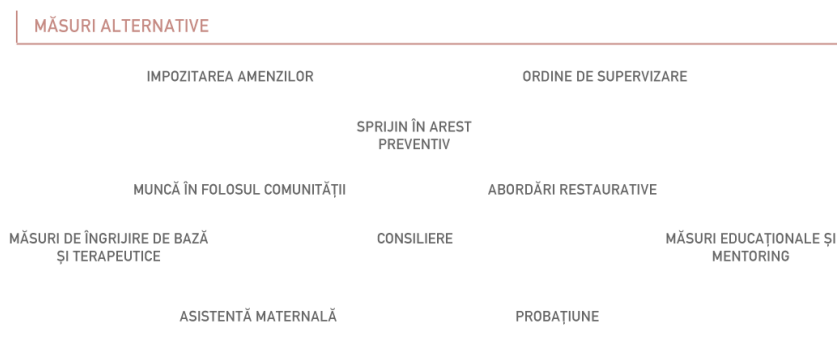 MĂSURI ALTERNATIVE
IMPOZITAREA AMENZILOR
ORDINE DE SUPERVIZARE
SPRIJIN ÎN AREST
PREVENTIV
MUNCĂ ÎN FOLOSUL COMUNITĂȚII
ABORDĂRI RESTAURATIVE
MĂSURI DE ÎNGRIJIRE DE BAZĂ
ȘI TERAPEUTICE
CONSILIERE
MĂSURI EDUCAȚIONALE ȘI
MENTORING
ASISTENTĂ MATERNALĂ
PROBAȚIUNE